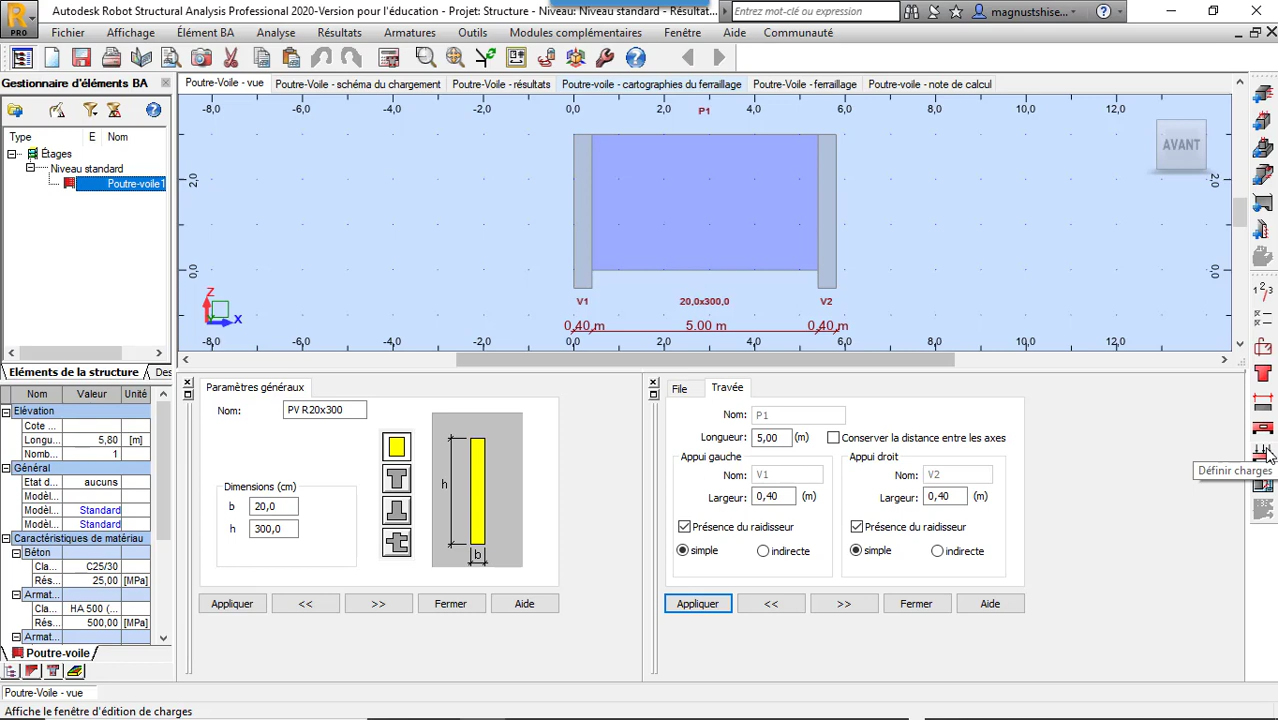 Autodesk Robot Structural Analysis Professional 2020-Version pour l'éducation - Projet: Structure - Niveau: Niveau standard - Résultat...
Entrez mot-clé ou expression
magnustshise...
PRO
Fichier Affichage Élément BA Analyse Résultats Armatures Outils Modules complémentaires Fenêtre Aide Communauté
Gestionnaire d'éléments BA
Type E Nom
Étages
Niveau standard
Poutre-voile1
Eléments de la structure
Nom Valeur Unité
Elévation
Cote ...
Longu... 5,80 [m]
Nomb... 1
Général
Etat d... aucuns
Modèl...
Modèl... Standard
Modèl... Standard
Caractéristiques de matériau
Béton
Cla... C25/30
Rés... 25,00 [MPa]
Armat...
Cla... HA 500 (...
Rés... 500,00 [MPa]
Armat...
Poutre-voile
Poutre-Voile - vue Poutre-Voile - schéma du chargement Poutre-Voile - résultats Poutre-voile - cartographies du ferraillage Poutre-voile - ferraillage Poutre-voile - note de calcul
-8,0 -6,0 -4,0 -2,0 0,0 2,0 4,0 6,0 8,0 10,0 12,0
P1
AVANT
2,0 2,0
0,0 0,0
Z
Y
X
V1 20,0x300,0 V2
0,40 m 5.00 m 0,40 m
-8,0 -6,0 -4,0 -2,0 0,0 2,0 4,0 6,0 8,0 10,0 12,0
Paramètres généraux
Nom: PV R20x300
Dimensions (cm)
b 20,0
h 300,0
h
b
Appliquer << >> Fermer Aide
File Travée
Nom: P1
Longueur: 5,00 (m) Conserver la distance entre les axes
Appui gauche
Nom: V1
Largeur: 0,40 (m)
Présence du raidisseur
simple indirecte
Appui droit
Nom: V2
Largeur: 0,40 (m)
Présence du raidisseur
simple indirecte
Appliquer << >> Fermer Aide
Définir charges
Poutre-Voile - vue
Affiche le fenêtre d'édition de charges